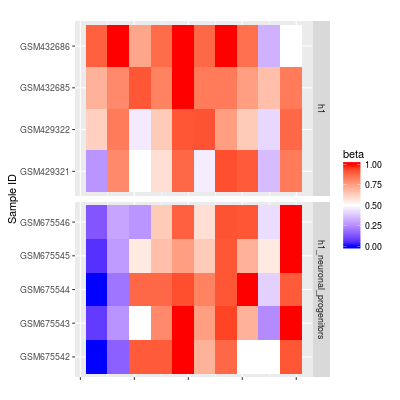 GSM432686
GSM432685
GSM429322
GSM429321
h1
GSM675546
GSM675545
GSM675544
GSM675543
GSM675542
h1_neuronal_progenitors
Sample ID
beta
1.00
0.75
0.50
0.25
0.00